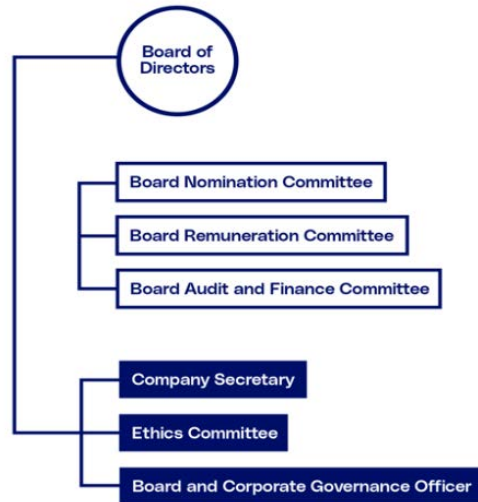 Board of
Directors
Board Nomination Committee
Board Remuneration Committee
Board Audit and Finance Committee
Company Secretary
Ethics Committee
Board and Corporate Governance Officer